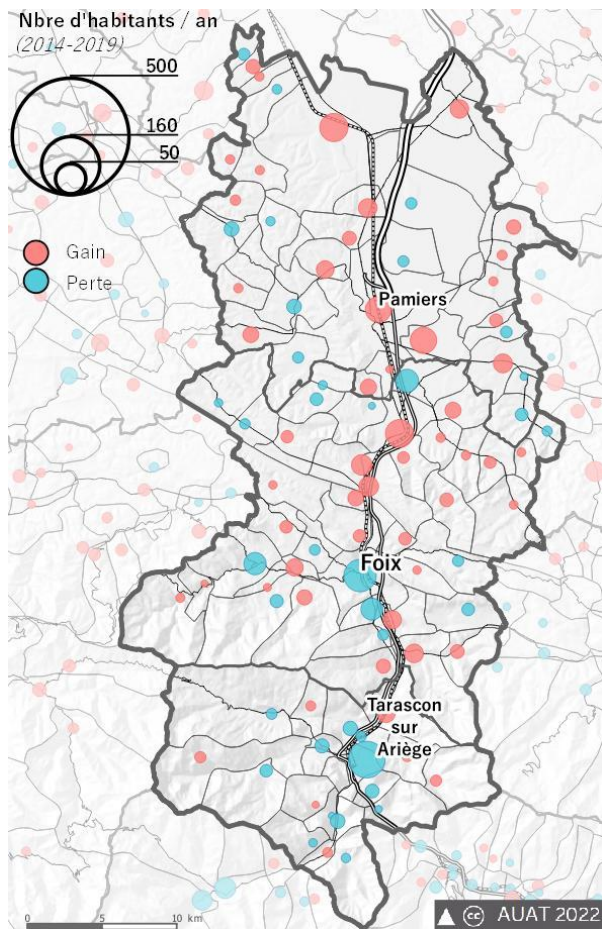 Nbre d'habitants / an
(2014-2019)
500
160
50
Gain
Perte
Pamiers
Foix
Tarascon
sur
Ariège
0 5 10 km
cc AUAT 2022